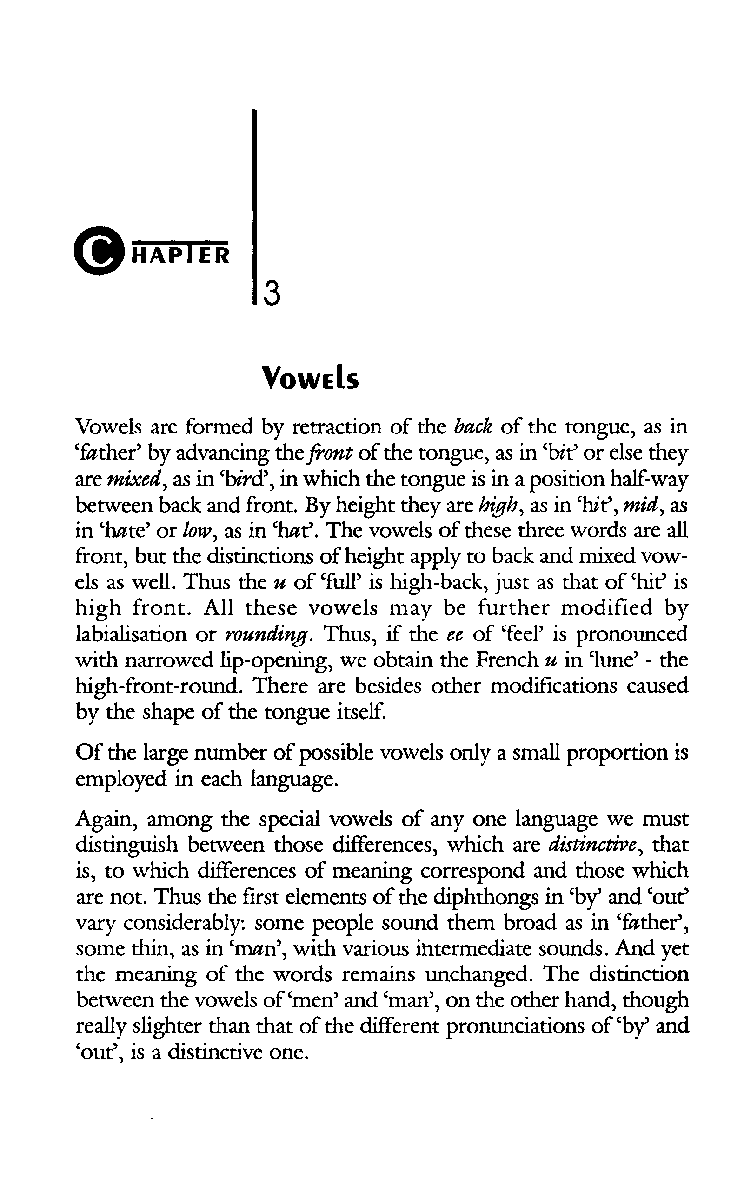 CHAPTER
3
Vowels
Vowels are formed by retraction of the back of the tongue, as in
‘father’ by advancing the front of the tongue, as in ‘bit’ or else they
are mixed, as in ‘bird’, in which the tongue is in a position half-way
between back and front. By height they are high, as in ‘hit’, mid, as
in ‘hate’ or low, as in ‘hat’. The vowels of these three words are all
front, but the distinctions of height apply to back and mixed vow-
els as well. Thus the u of ‘full’ is high-back, just as that of ‘hit’ is
high front. All these vowels may be further modified by
labialisation or rounding. Thus, if the ee of ‘feel’ is pronounced
with narrowed lip-opening, we obtain the French u in ‘lune’ - the
high-front-round. There are besides other modifications caused
by the shape of the tongue itself.
Of the large number of possible vowels only a small proportion is
employed in each language.
Again, among the special vowels of any one language we must
distinguish between those differences, which are distinctive, that
is, to which differences of meaning correspond and those which
are not. Thus the first elements of the diphthongs in ‘by’ and ‘out’
vary considerably: some people sound them broad as in ‘father’,
some thin, as in ‘man’, with various intermediate sounds. And yet
the meaning of the words remains unchanged. The distinction
between the vowels of ‘men’ and ‘man’, on the other hand, though
really slighter than that of the different pronunciations of ‘by’ and
‘out’, is a distinctive one.